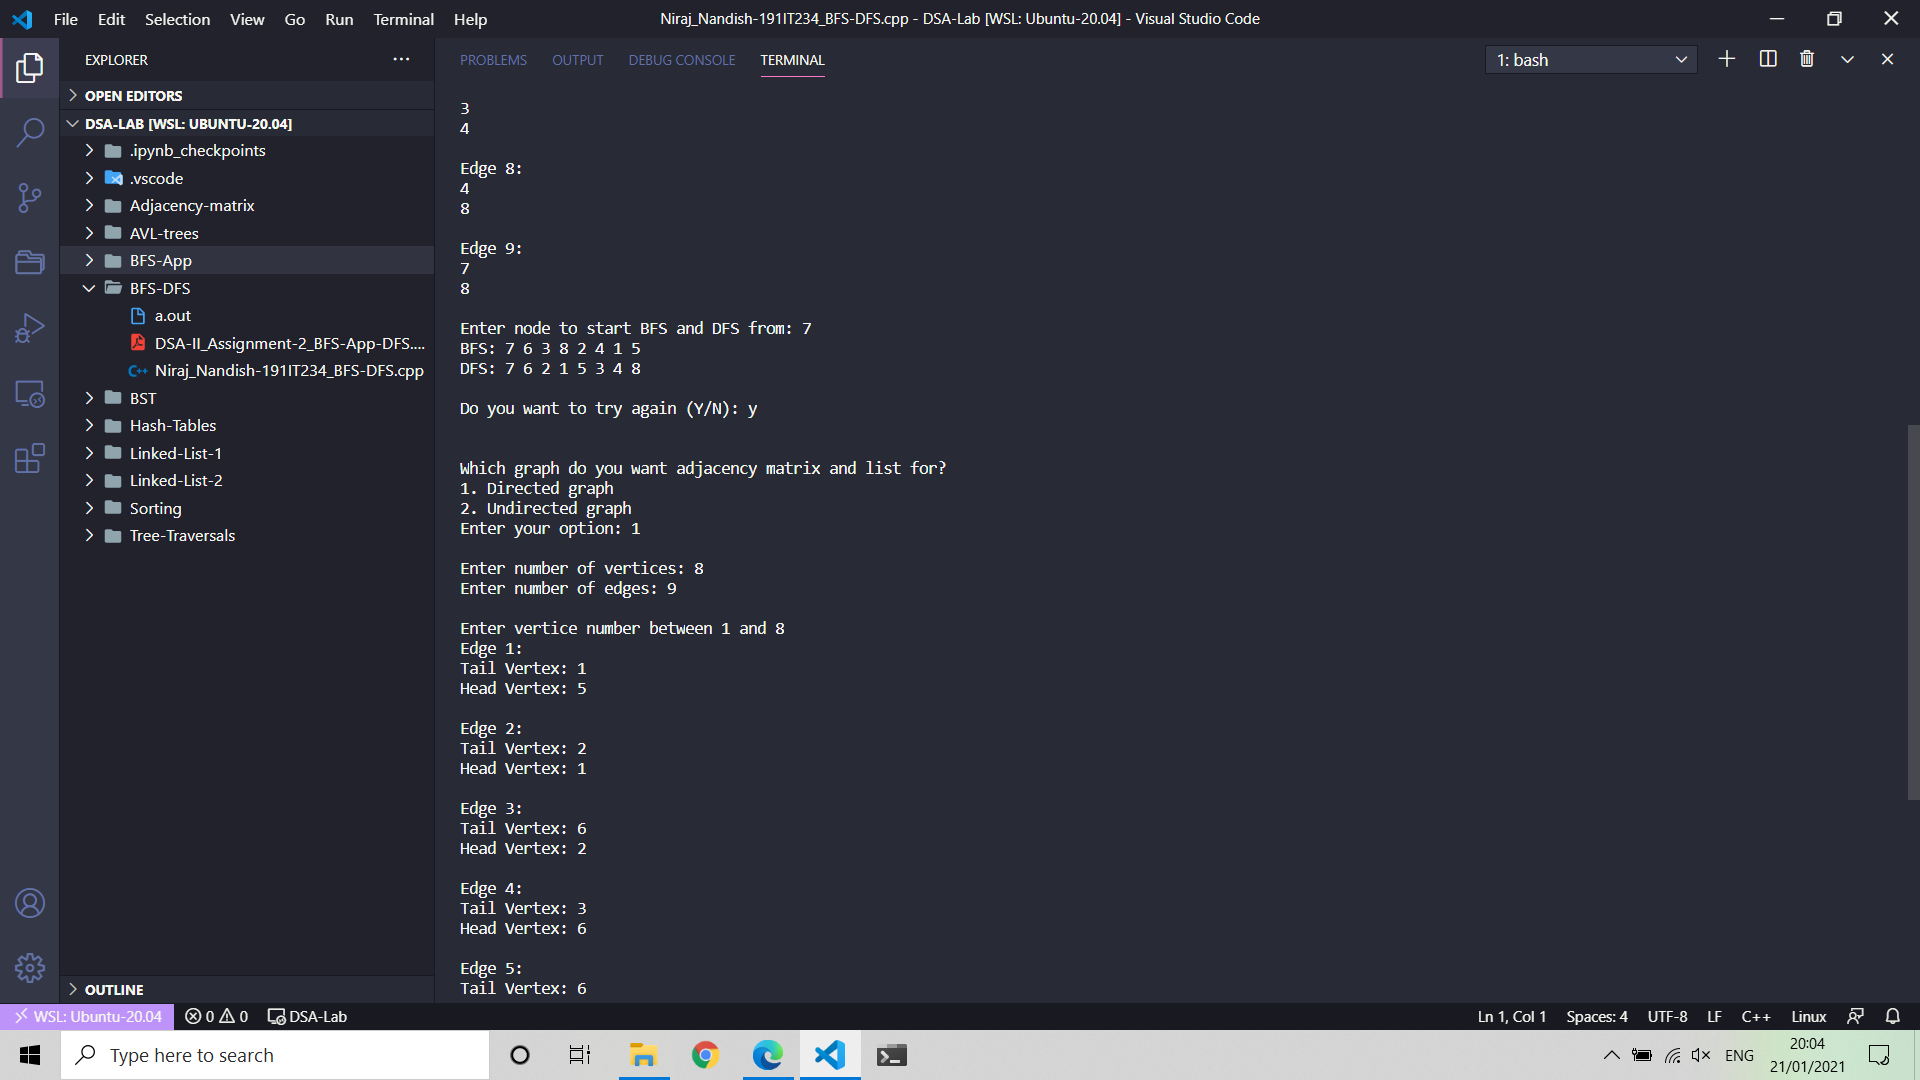 File Edit Selection View Go Run Terminal Help
Niraj_Nandish-191IT234_BFS-DFS.cpp - DSA-Lab [WSL: Ubuntu-20.04] - Visual Studio Code
EXPLORER
OPEN EDITORS
DSA-LAB [WSL: UBUNTU-20.04]
.ipynb_checkpoints
.vscode
Adjacency-matrix
AVL-trees
BFS-App
BFS-DFS
a.out
DSA-II_Assignment-2_BFS-App-DFS....
Niraj_Nandish-191IT234_BFS-DFS.cpp
BST
Hash-Tables
Linked-List-1
Linked-List-2
Sorting
Tree-Traversals
OUTLINE
PROBLEMS OUTPUT DEBUG CONSOLE TERMINAL
1: bash
3
4
Edge 8:
4
8
Edge 9:
7
8
Enter node to start BFS and DFS from: 7
BFS: 7 6 3 8 2 4 1 5
DFS: 7 6 2 1 5 3 4 8
Do you want to try again (Y/N): y
Which graph do you want adjacency matrix and list for?
1. Directed graph
2. Undirected graph
Enter your option: 1
Enter number of vertices: 8
Enter number of edges: 9
Enter vertice number between 1 and 8
Edge 1:
Tail Vertex: 1
Head Vertex: 5
Edge 2:
Tail Vertex: 2
Head Vertex: 1
Edge 3:
Tail Vertex: 6
Head Vertex: 2
Edge 4:
Tail Vertex: 3
Head Vertex: 6
Edge 5:
Tail Vertex: 6
WSL: Ubuntu-20.04 0 0 DSA-Lab
Ln 1, Col 1 Spaces: 4 UTF-8 LF C++ Linux
Type here to search
ENG
20:04
21/01/2021